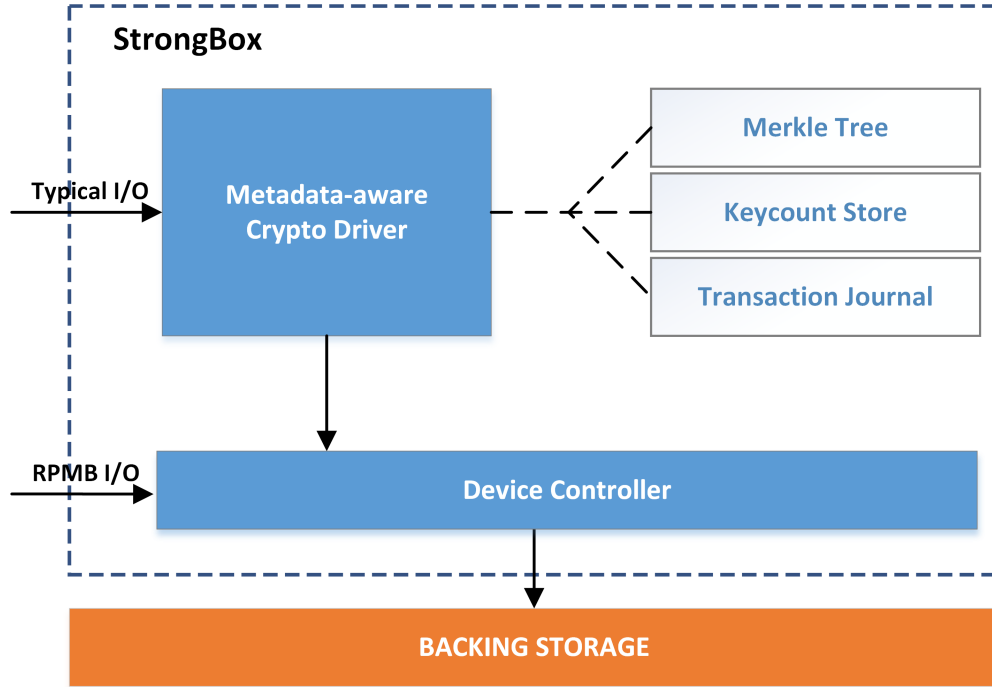 StrongBox
Merkle Tree
Typical I/O
Metadata-aware
Crypto Driver
Keycount Store
Transaction Journal
RPMB I/O
Device Controller
BACKING STORAGE